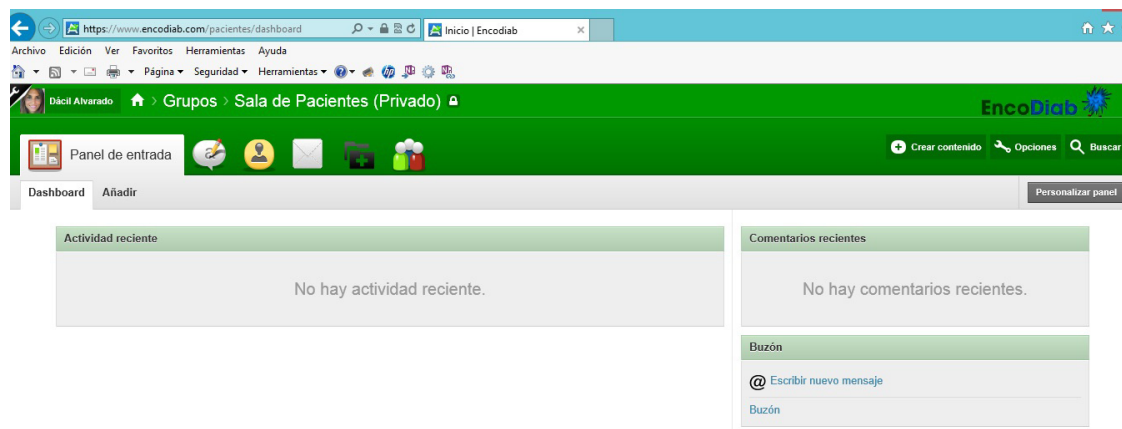 https://www.encodiab.com/pacientes/dashboard
Inicio | Encodiab
Archivo Edición Ver Favoritos Herramientas Ayuda
Página Seguridad Herramientas
Dácil Alvarado > Grupos > Sala de Pacientes (Privado)
EncoDiab
Panel de entrada
Crear contenido Opciones Buscar
Dashboard Añadir
Personalizar panel
Actividad reciente
No hay actividad reciente.
Comentarios recientes
No hay comentarios recientes.
Buzón
@ Escribir nuevo mensaje
Buzón